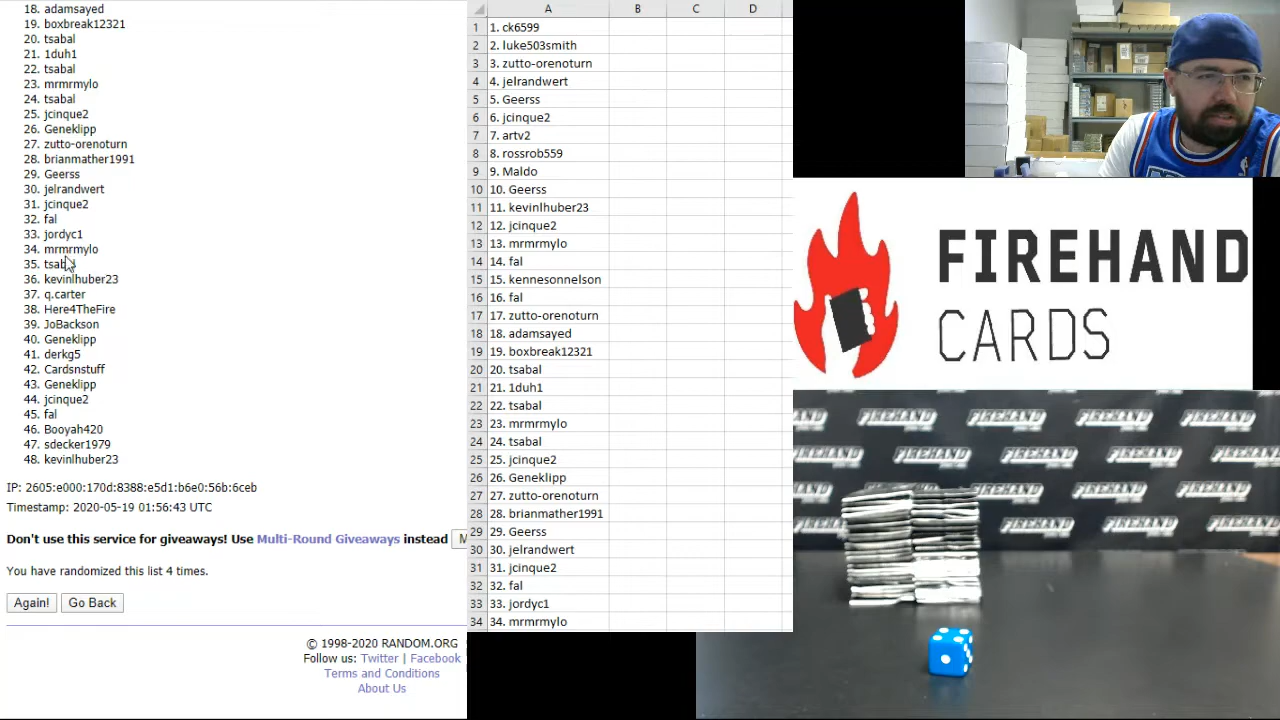 18. adamsayed
19. boxbreak12321
20. tsabal
21. 1duh1
22. tsabal
23. mrmrmylo
24. tsabal
25. jcinque2
26. Geneklipp
27. zutto-orenoturn
28. brianmather1991
29. Geerss
30. jelrandwert
31. jcinque2
32. fal
33. jordyc1
34. mrmrmylo
35. tsabal
36. kevinlhuber23
37. q.carter
38. Here4TheFire
39. JoBackson
40. Geneklipp
41. derkg5
42. Cardsnstuff
43. Geneklipp
44. jcinque2
45. fal
46. Booyah420
47. sdecker1979
48. kevinlhuber23
IP: 2605:e000:170d:8388:e5d1:b6e0:56b:6ceb
Timestamp: 2020-05-19 01:56:43 UTC
Don't use this service for giveaways! Use Multi-Round Giveaways instead M
You have randomized this list 4 times.
Again! Go Back
© 1998-2020 RANDOM.ORG
Follow us: Twitter | Facebook
Terms and Conditions
About Us
A B C D
1 1. ck6599
2 2. luke503smith
3 3. zutto-orenoturn
4 4. jelrandwert
5 5. Geerss
6 6. jcinque2
7 7. artv2
8 8. rossrob559
9 9. Maldo
10 10. Geerss
11 11. kevinlhuber23
12 12. jcinque2
13 13. mrmrmylo
14 14. fal
15 15. kennesonnelson
16 16. fal
17 17. zutto-orenoturn
18 18. adamsayed
19 19. boxbreak12321
20 20. tsabal
21 21. 1duh1
22 22. tsabal
23 23. mrmrmylo
24 24. tsabal
25 25. jcinque2
26 26. Geneklipp
27 27. zutto-orenoturn
28 28. brianmather1991
29 29. Geerss
30 30. jelrandwert
31 31. jcinque2
32 32. fal
33 33. jordyc1
34 34. mrmrmylo
FIREHAND
CARDS
FIREHAND FIREHAND FIREHAND
FIREHAND FIREHAND FIREHAND
FIREHAND FIREHAND FIREHAND
FIREHAND FIREHAND